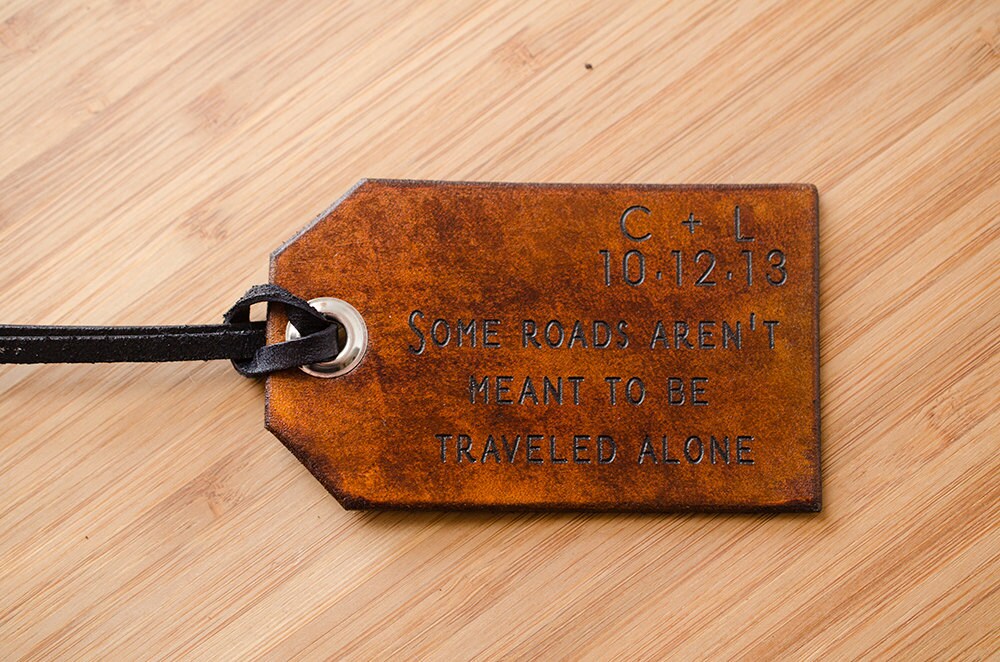 C + L
10.12.13
Some roads aren't
meant to be
traveled alone